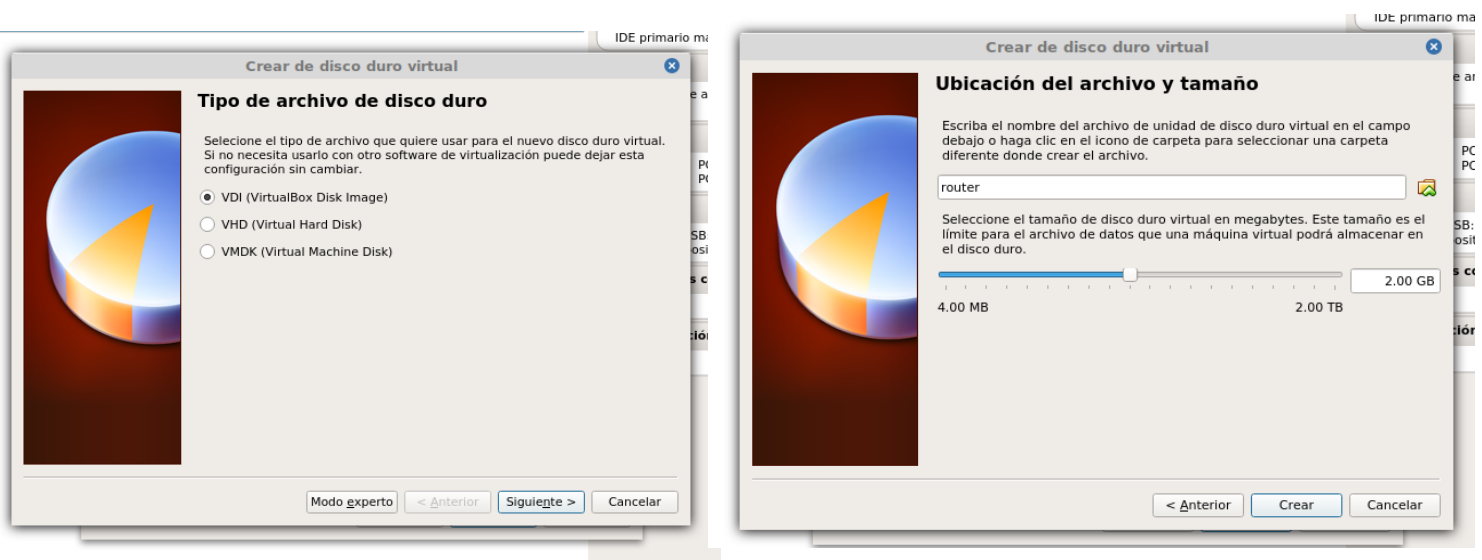 IDE primario ma
Crear de disco duro virtual
Tipo de archivo de disco duro
Selecione el tipo de archivo que quiere usar para el nuevo disco duro virtual.
Si no necesita usarlo con otro software de virtualización puede dejar esta
configuración sin cambiar.
VDI (VirtualBox Disk Image)
VHD (Virtual Hard Disk)
VMDK (Virtual Machine Disk)
Modo experto
< Anterior
Siguiente >
Cancelar
IDE primario ma
Crear de disco duro virtual
Ubicación del archivo y tamaño
Escriba el nombre del archivo de unidad de disco duro virtual en el campo
debajo o haga clic en el icono de carpeta para seleccionar una carpeta
diferente donde crear el archivo.
router
Seleccione el tamaño de disco duro virtual en megabytes. Este tamaño es el
límite para el archivo de datos que una máquina virtual podrá almacenar en
el disco duro.
2.00 GB
4.00 MB
2.00 TB
< Anterior
Crear
Cancelar